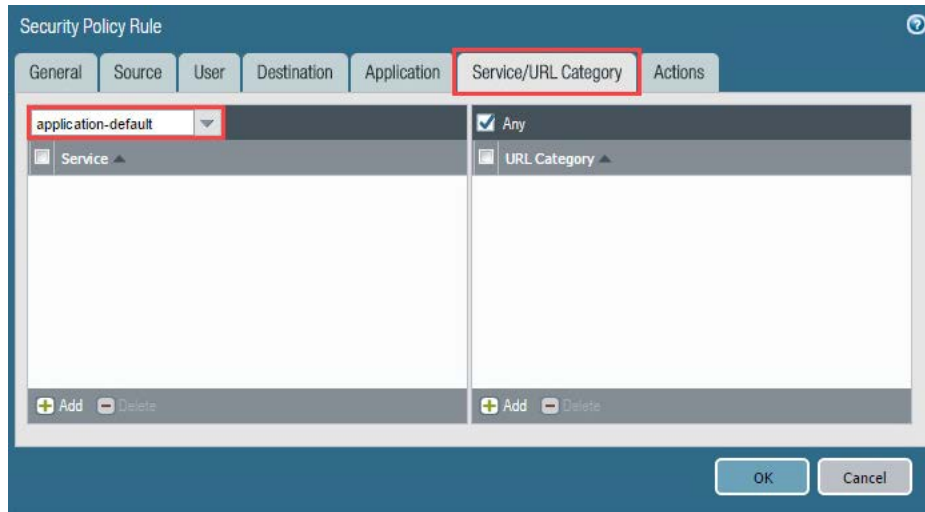 Security Policy Rule
General Source User Destination Application Service/URL Category Actions
application-default
Any
Service
URL Category
Add Delete
Add Delete
OK Cancel